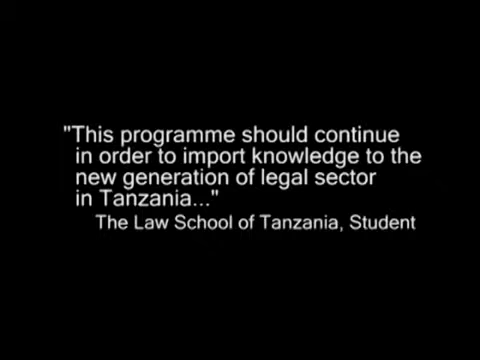 "This programme should continue
in order to import knowledge to the
new generation of legal sector
in Tanzania..."
The Law School of Tanzania, Student